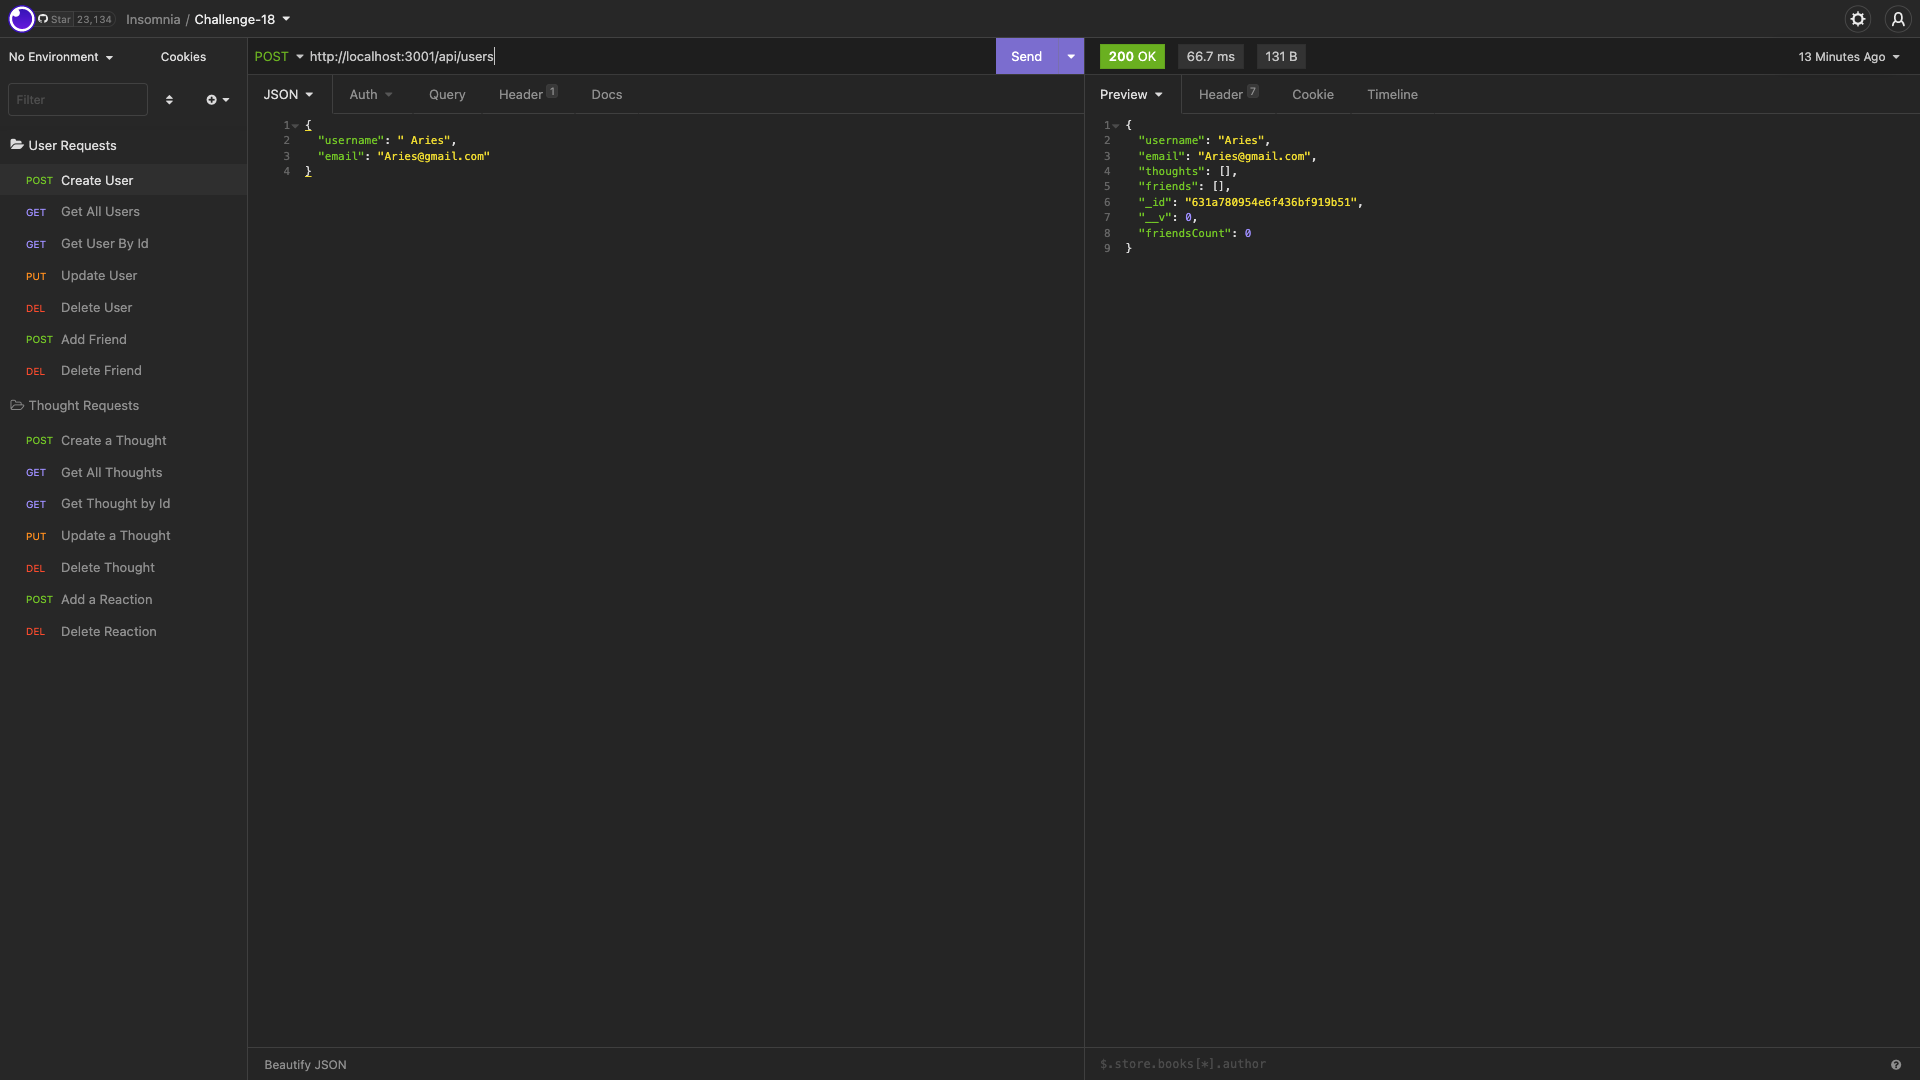 Star 23,134 Insomnia / Challenge-18
No Environment Cookies
POST http://localhost:3001/api/users Send
200 OK 66.7 ms 131 B 13 Minutes Ago
Filter
JSON Auth Query Header 1 Docs
Preview Header 7 Cookie Timeline
User Requests
POST Create User
GET Get All Users
GET Get User By Id
PUT Update User
DEL Delete User
POST Add Friend
DEL Delete Friend
Thought Requests
POST Create a Thought
GET Get All Thoughts
GET Get Thought by Id
PUT Update a Thought
DEL Delete Thought
POST Add a Reaction
DEL Delete Reaction
1 {
2 "username": " Aries",
3 "email": "Aries@gmail.com"
4 }
1 {
2 "username": "Aries",
3 "email": "Aries@gmail.com",
4 "thoughts": [],
5 "friends": [],
6 "_id": "631a780954e6f436bf919b51",
7 "__v": 0,
8 "friendsCount": 0
9 }
Beautify JSON
$.store.books[*].author